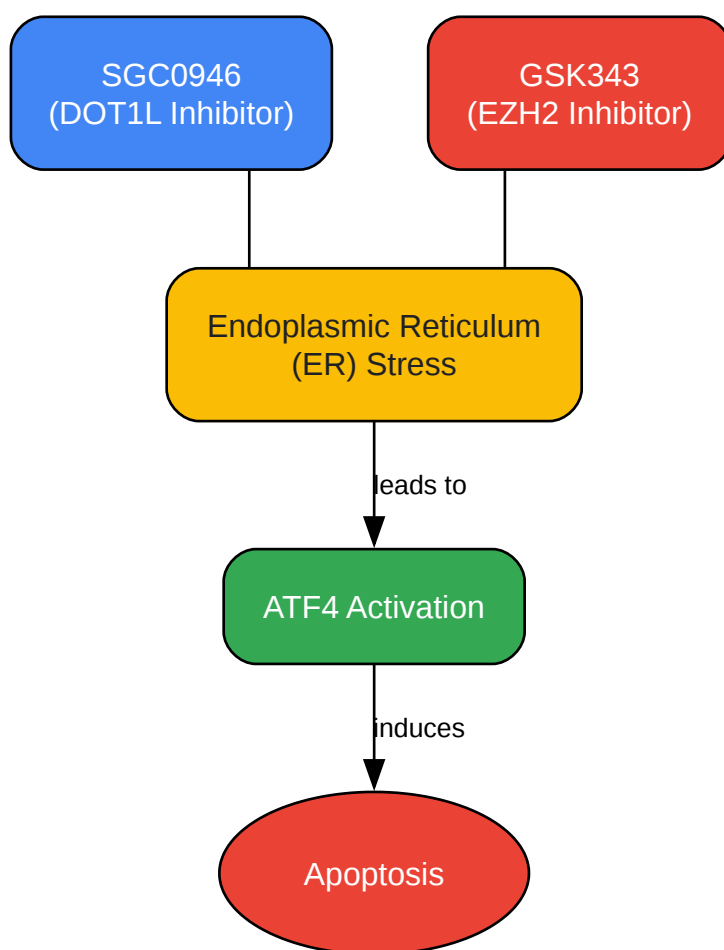 SGC0946
(DOT1L Inhibitor)
GSK343
(EZH2 Inhibitor)
Endoplasmic Reticulum
(ER) Stress
leads to
ATF4 Activation
induces
Apoptosis